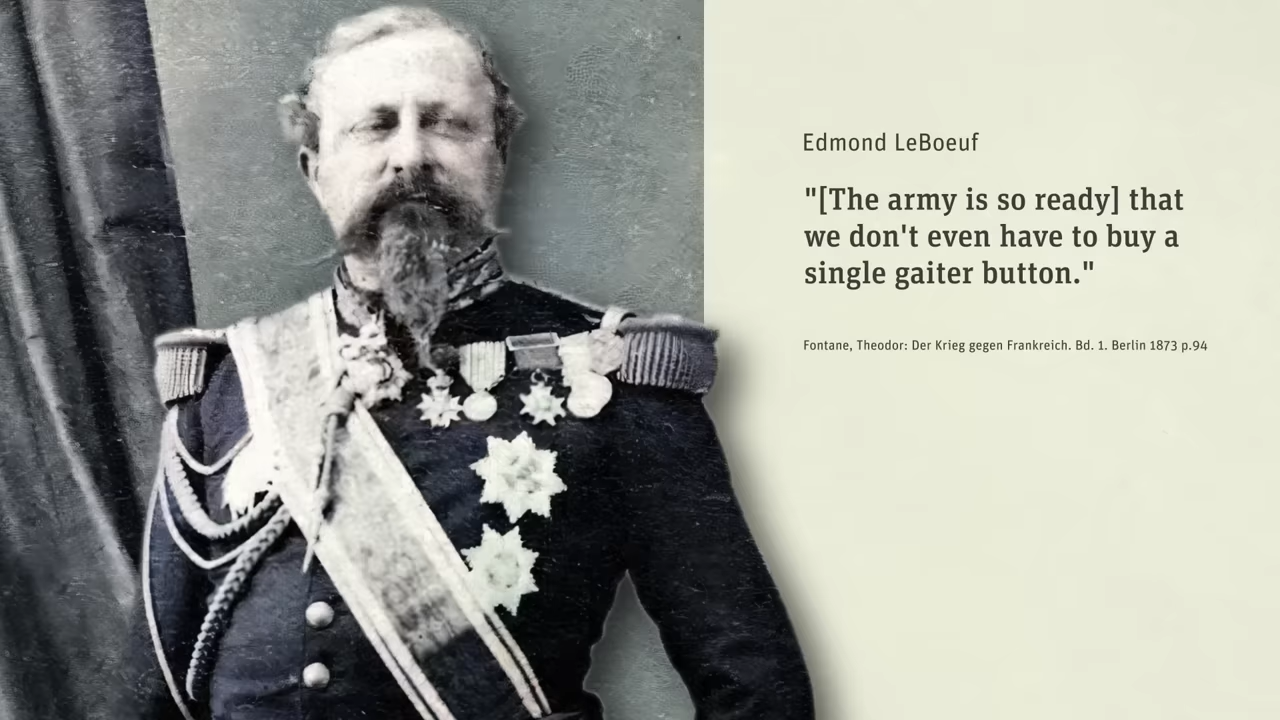 Edmond LeBoeuf
"[The army is so ready] that
we don't even have to buy a
single gaiter button."
Fontane, Theodor: Der Krieg gegen Frankreich. Bd. 1. Berlin 1873 p.94